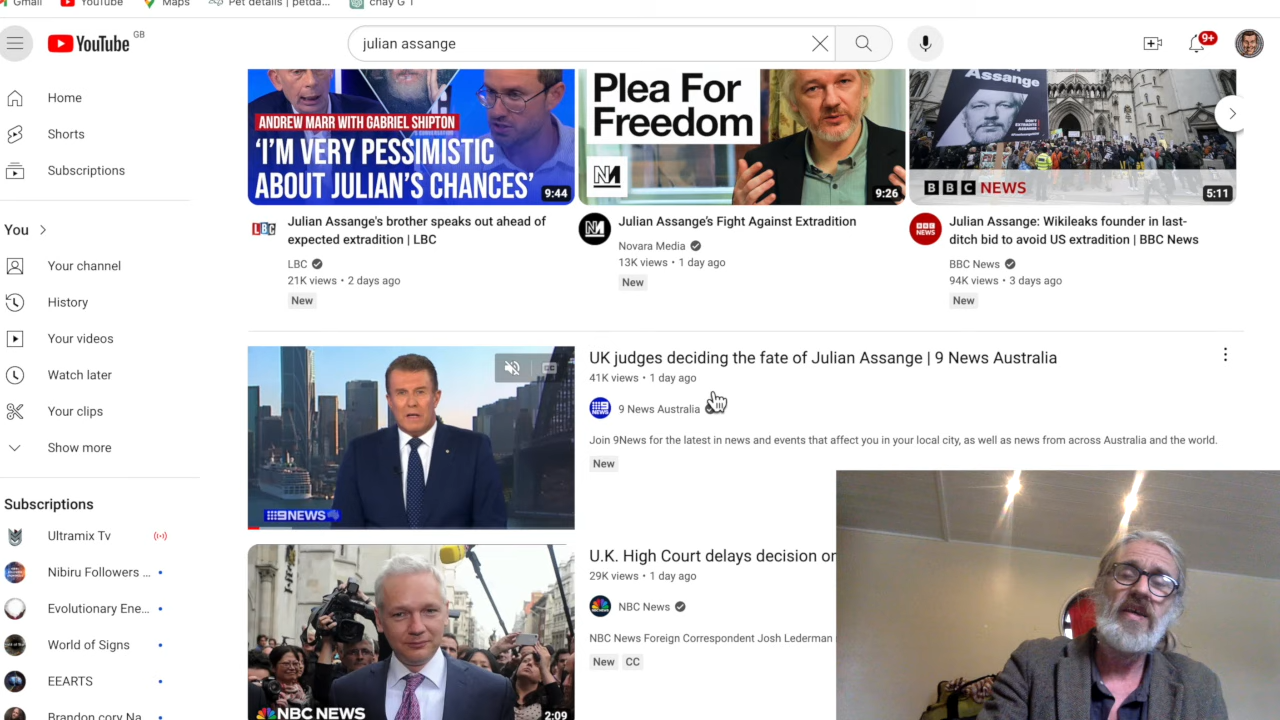 Gmail YouTube Maps Pet details | petda... chay G T
YouTube GB
julian assange
9+
Home
Shorts
Subscriptions
You
Your channel
History
Your videos
Watch later
Your clips
Show more
Subscriptions
Ultramix Tv
Nibiru Followers ...
Evolutionary Ene...
World of Signs
EEARTS
Brandon cory Na...
ANDREW MARR WITH GABRIEL SHIPTON
'I'M VERY PESSIMISTIC
ABOUT JULIAN'S CHANCES'
9:44
LBC
Julian Assange's brother speaks out ahead of
expected extradition | LBC
LBC
21K views • 2 days ago
New
Plea For
Freedom
9:26
Julian Assange's Fight Against Extradition
Novara Media
13K views • 1 day ago
New
Assange
BBC NEWS
5:11
BBC NEWS
Julian Assange: Wikileaks founder in last-
ditch bid to avoid US extradition | BBC News
BBC News
94K views • 3 days ago
New
9NEWS
UK judges deciding the fate of Julian Assange | 9 News Australia
41K views • 1 day ago
9 News Australia
Join 9News for the latest in news and events that affect you in your local city, as well as news from across Australia and the world.
New
NBC NEWS
2:09
U.K. High Court delays decision or
29K views • 1 day ago
NBC News
NBC News Foreign Correspondent Josh Lederman
New CC